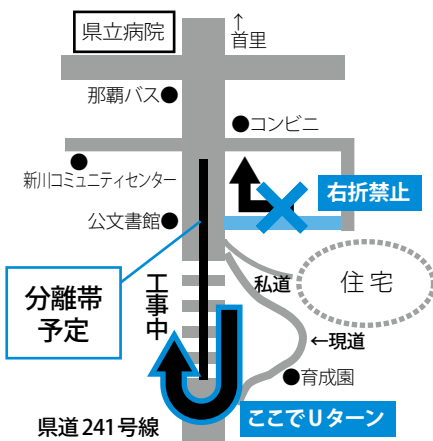 県立病院
↑
首里
那覇バス●
●コンビニ
新川コミュニティセンター
右折禁止
公文書館●
私道
住宅
分離帯
予定
工事中
←現道
●育成園
県道241号線
ここでUターン